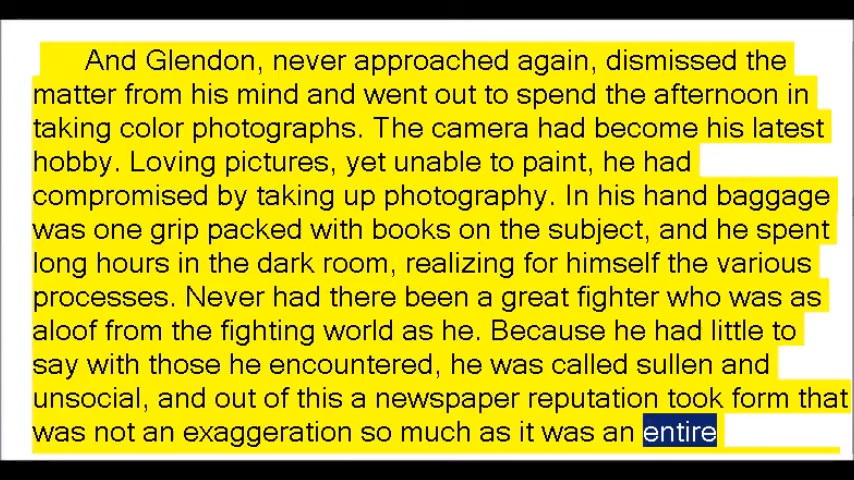 And Glendon, never approached again, dismissed the
matter from his mind and went out to spend the afternoon in
taking color photographs. The camera had become his latest
hobby. Loving pictures, yet unable to paint, he had
compromised by taking up photography. In his hand baggage
was one grip packed with books on the subject, and he spent
long hours in the dark room, realizing for himself the various
processes. Never had there been a great fighter who was as
aloof from the fighting world as he. Because he had little to
say with those he encountered, he was called sullen and
unsocial, and out of this a newspaper reputation took form that
was not an exaggeration so much as it was an entire